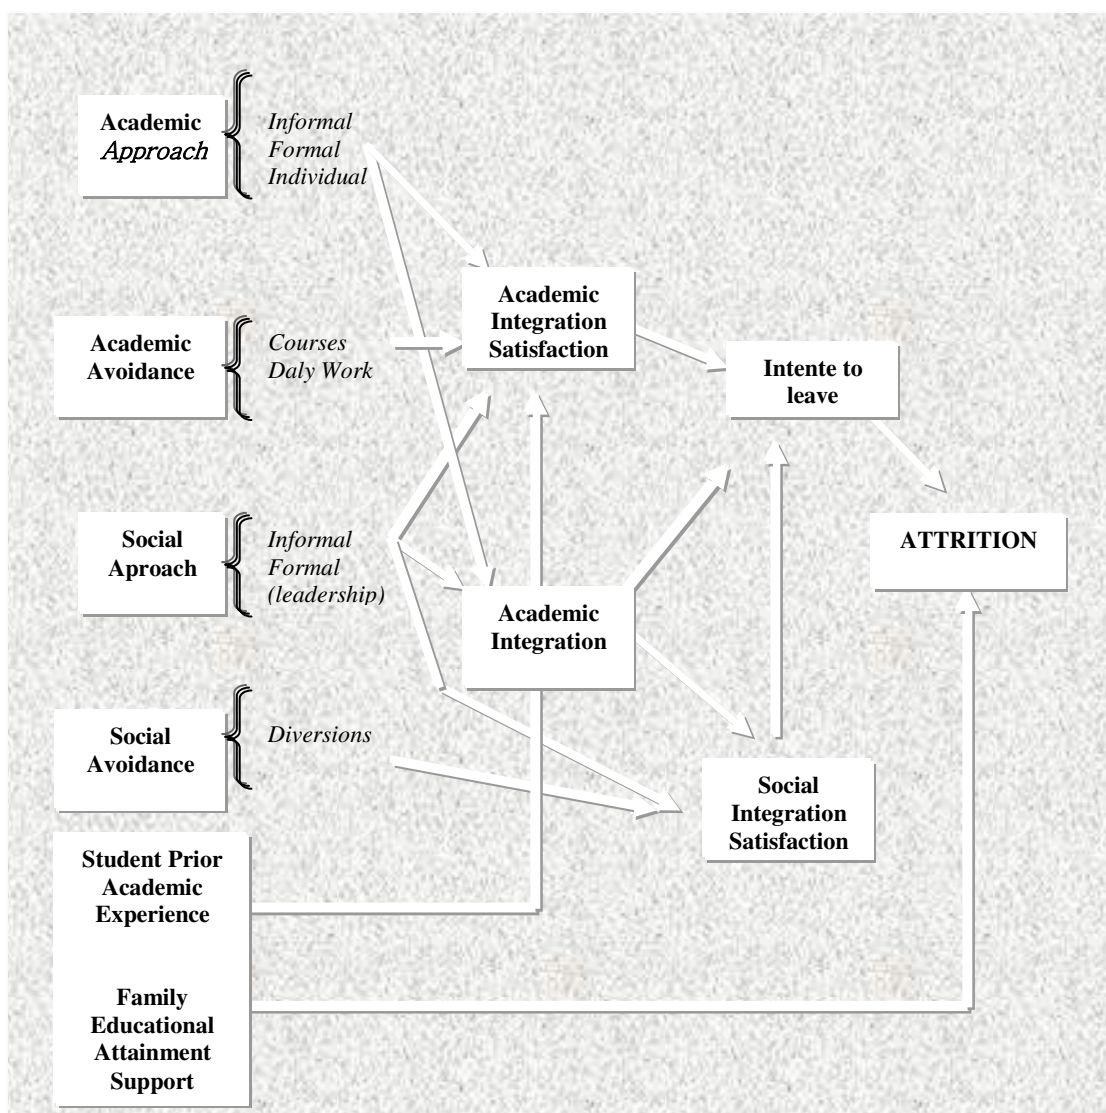 Academic
Approach
Informal
Formal
Individual
Academic
Integration
Satisfaction
Academic
Avoidance
Courses
Daly Work
Intente to
leave
Social
Aproach
Informal
Formal
(leadership)
ATTRITION
Academic
Integration
Social
Avoidance
Diversions
Social
Integration
Satisfaction
Student Prior
Academic
Experience
Family
Educational
Attainment
Support